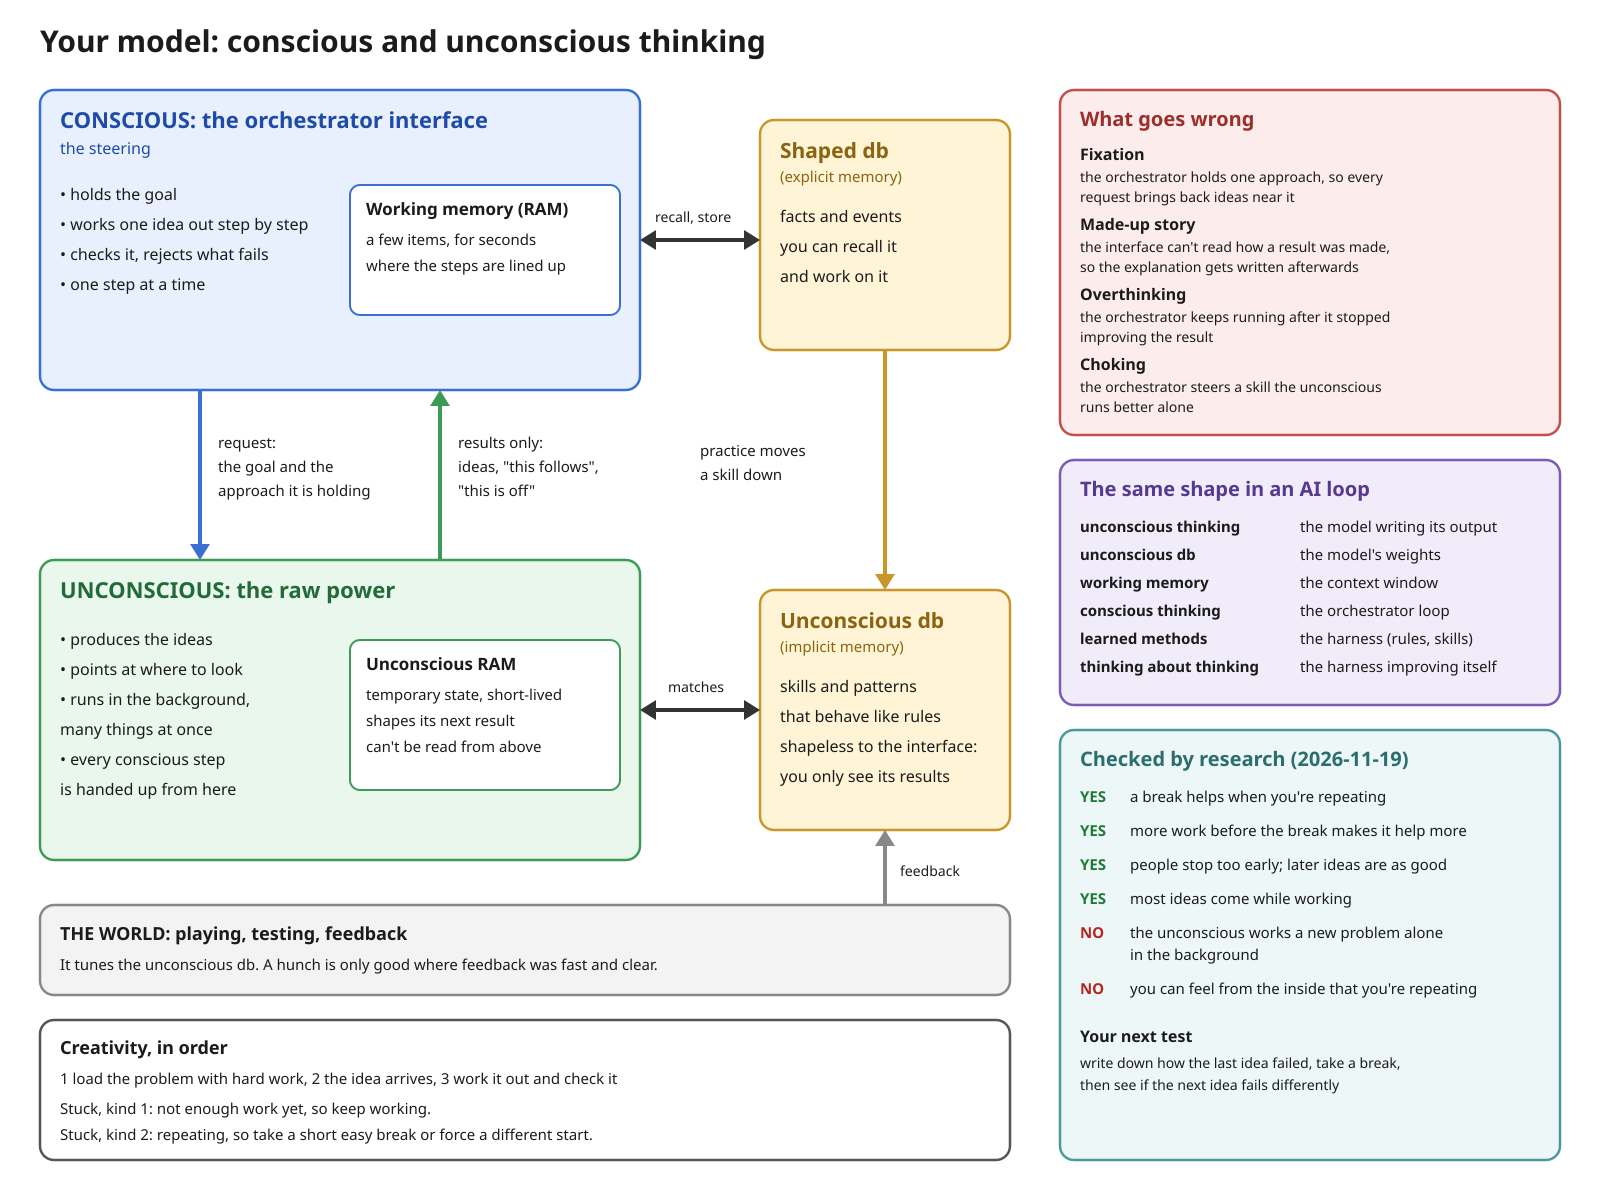 Your model: conscious and unconscious thinking
CONSCIOUS: the orchestrator interface
the steering
• holds the goal
• works one idea out step by step
• checks it, rejects what fails
• one step at a time
Working memory (RAM)
a few items, for seconds
where the steps are lined up
recall, store
Shaped db
(explicit memory)
facts and events
you can recall it
and work on it
request:
the goal and the
approach it is holding
results only:
ideas, "this follows",
"this is off"
practice moves
a skill down
UNCONSCIOUS: the raw power
• produces the ideas
• points at where to look
• runs in the background,
many things at once
• every conscious step
is handed up from here
Unconscious RAM
temporary state, short-lived
shapes its next result
can't be read from above
matches
Unconscious db
(implicit memory)
skills and patterns
that behave like rules
shapeless to the interface:
you only see its results
feedback
THE WORLD: playing, testing, feedback
It tunes the unconscious db. A hunch is only good where feedback was fast and clear.
Creativity, in order
1 load the problem with hard work, 2 the idea arrives, 3 work it out and check it
Stuck, kind 1: not enough work yet, so keep working.
Stuck, kind 2: repeating, so take a short easy break or force a different start.
What goes wrong
Fixation
the orchestrator holds one approach, so every
request brings back ideas near it
Made-up story
the interface can't read how a result was made,
so the explanation gets written afterwards
Overthinking
the orchestrator keeps running after it stopped
improving the result
Choking
the orchestrator steers a skill the unconscious
runs better alone
The same shape in an AI loop
unconscious thinking the model writing its output
unconscious db the model's weights
working memory the context window
conscious thinking the orchestrator loop
learned methods the harness (rules, skills)
thinking about thinking the harness improving itself
Checked by research (2026-11-19)
YES a break helps when you're repeating
YES more work before the break makes it help more
YES people stop too early; later ideas are as good
YES most ideas come while working
NO the unconscious works a new problem alone
in the background
NO you can feel from the inside that you're repeating
Your next test
write down how the last idea failed, take a break,
then see if the next idea fails differently